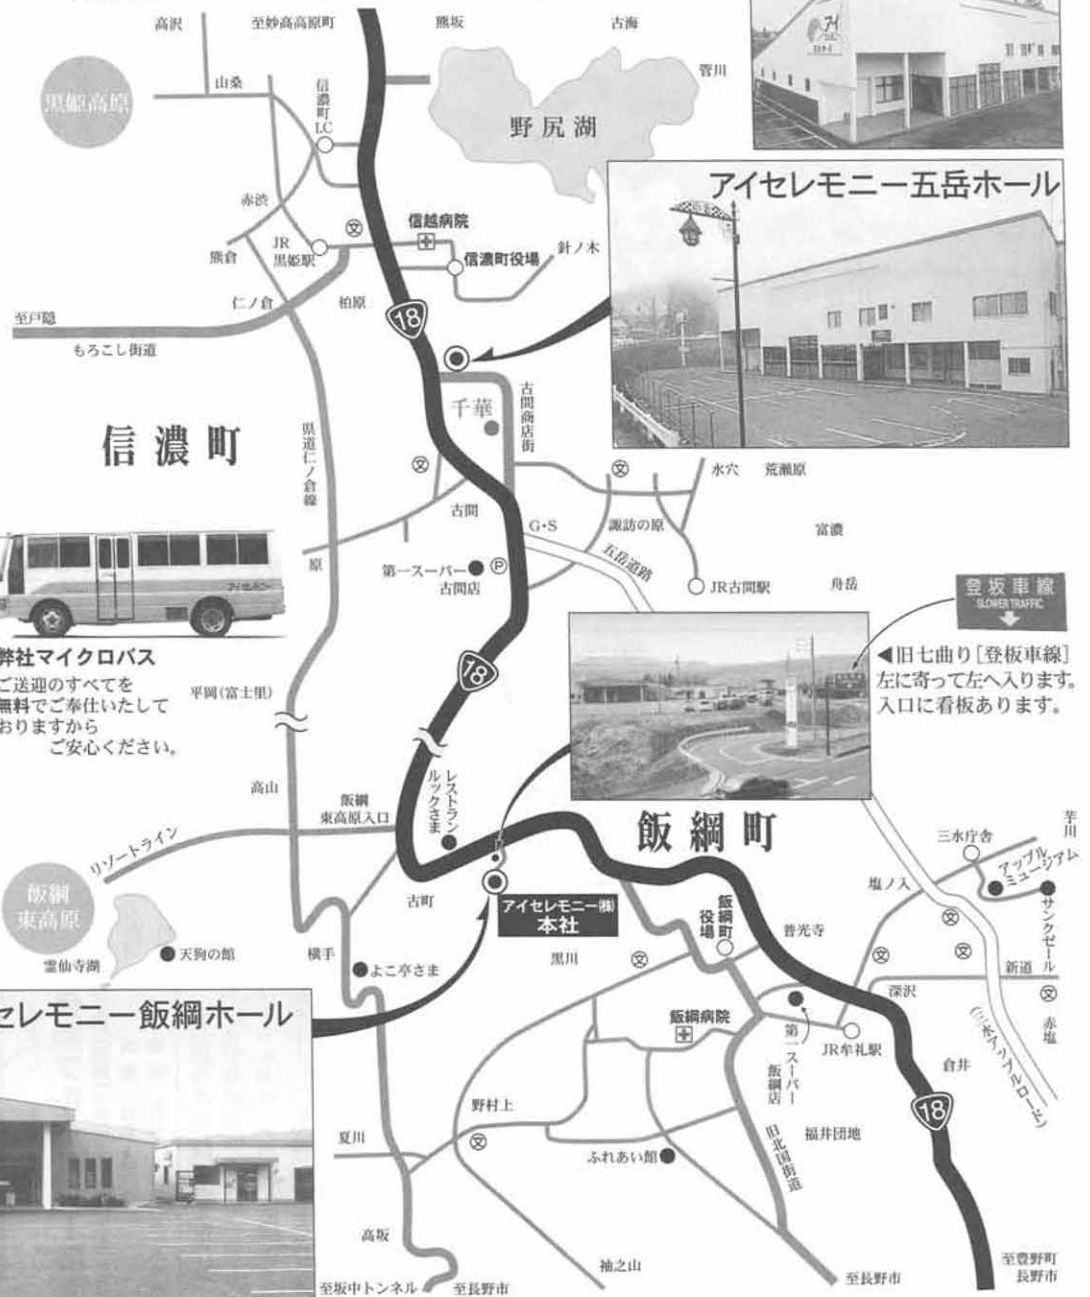 高沢
至妙高高原町
熊坂
古海
菅川
山桑
黒姫高原
信濃町I.C
野尻湖
アイ
アイセレモニー五岳ホール
赤渋
信越病院
熊倉
JR
黒姫駅
信濃町役場
針ノ木
仁ノ倉
柏原
至戸隠
もろこし街道
18
千華
古間商店街
信濃町
県道仁ノ倉線
水穴
荒瀬原
古間
G・S
諏訪の原
富濃
原
五岳道路
第一スーパー
古間店
P
JR古間駅
舟岳
アイセレモニー
登坂車線
SLOWER TRAFFIC
弊社マイクロバス
ご送迎のすべてを
無料でご奉仕いたして
おりますから
ご安心ください。
18
平岡(富士里)
◀旧七曲り[登板車線]
左に寄って左へ入ります。
入口に看板あります。
高山
飯綱
東高原入口
レストラン
ルックさま
飯綱町
リゾートライン
三水庁舎
芋川
アップル
ミュージアム
塩ノ入
サンクゼール
飯綱
東高原
古町
アイセレモニー㈱
本社
飯綱町
役場
普光寺
霊仙寺湖
天狗の館
横手
よこ亭さま
黒川
新道
深沢
赤塩
セレモニー飯綱ホール
飯綱病院
第一スーパー
飯綱店
JR牟礼駅
倉井
(三水アップルロード)
野村上
18
夏川
ふれあい館
旧北国街道
福井団地
高坂
袖之山
至坂中トンネル
至長野市
至長野市
至豊野町
長野市